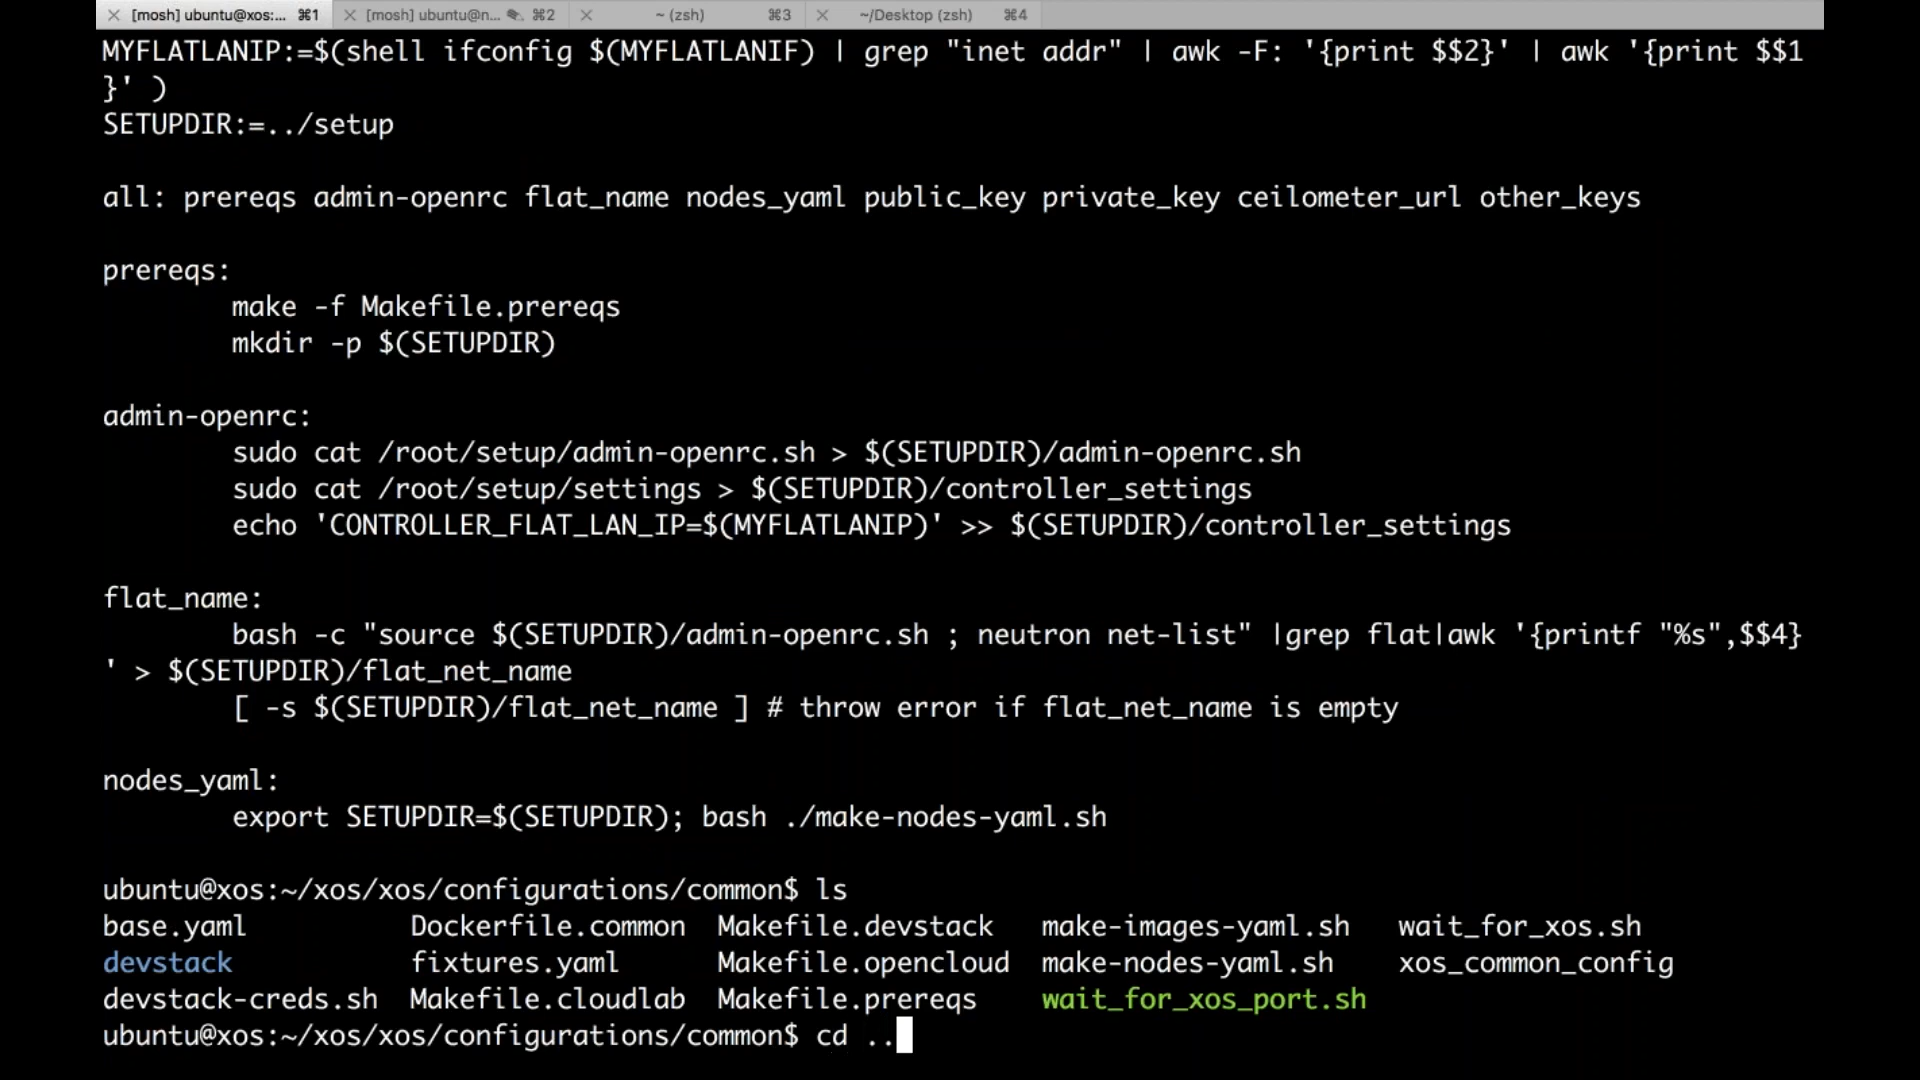 [mosh] ubuntu@xos:... ⌘1 [mosh] ubuntu@n... ⌘2 ~ (zsh) ⌘3 ~/Desktop (zsh) ⌘4
MYFLATLANIP:=$(shell ifconfig $(MYFLATLANIF) | grep "inet addr" | awk -F: '{print $$2}' | awk '{print $$1
}' )
SETUPDIR:=../setup
all: prereqs admin-openrc flat_name nodes_yaml public_key private_key ceilometer_url other_keys
prereqs:
make -f Makefile.prereqs
mkdir -p $(SETUPDIR)
admin-openrc:
sudo cat /root/setup/admin-openrc.sh > $(SETUPDIR)/admin-openrc.sh
sudo cat /root/setup/settings > $(SETUPDIR)/controller_settings
echo 'CONTROLLER_FLAT_LAN_IP=$(MYFLATLANIP)' >> $(SETUPDIR)/controller_settings
flat_name:
bash -c "source $(SETUPDIR)/admin-openrc.sh ; neutron net-list" |grep flat|awk '{printf "%s",$$4}
' > $(SETUPDIR)/flat_net_name
[ -s $(SETUPDIR)/flat_net_name ] # throw error if flat_net_name is empty
nodes_yaml:
export SETUPDIR=$(SETUPDIR); bash ./make-nodes-yaml.sh
ubuntu@xos:~/xos/xos/configurations/common$ ls
base.yaml Dockerfile.common Makefile.devstack make-images-yaml.sh wait_for_xos.sh
devstack fixtures.yaml Makefile.opencloud make-nodes-yaml.sh xos_common_config
devstack-creds.sh Makefile.cloudlab Makefile.prereqs wait_for_xos_port.sh
ubuntu@xos:~/xos/xos/configurations/common$ cd ..